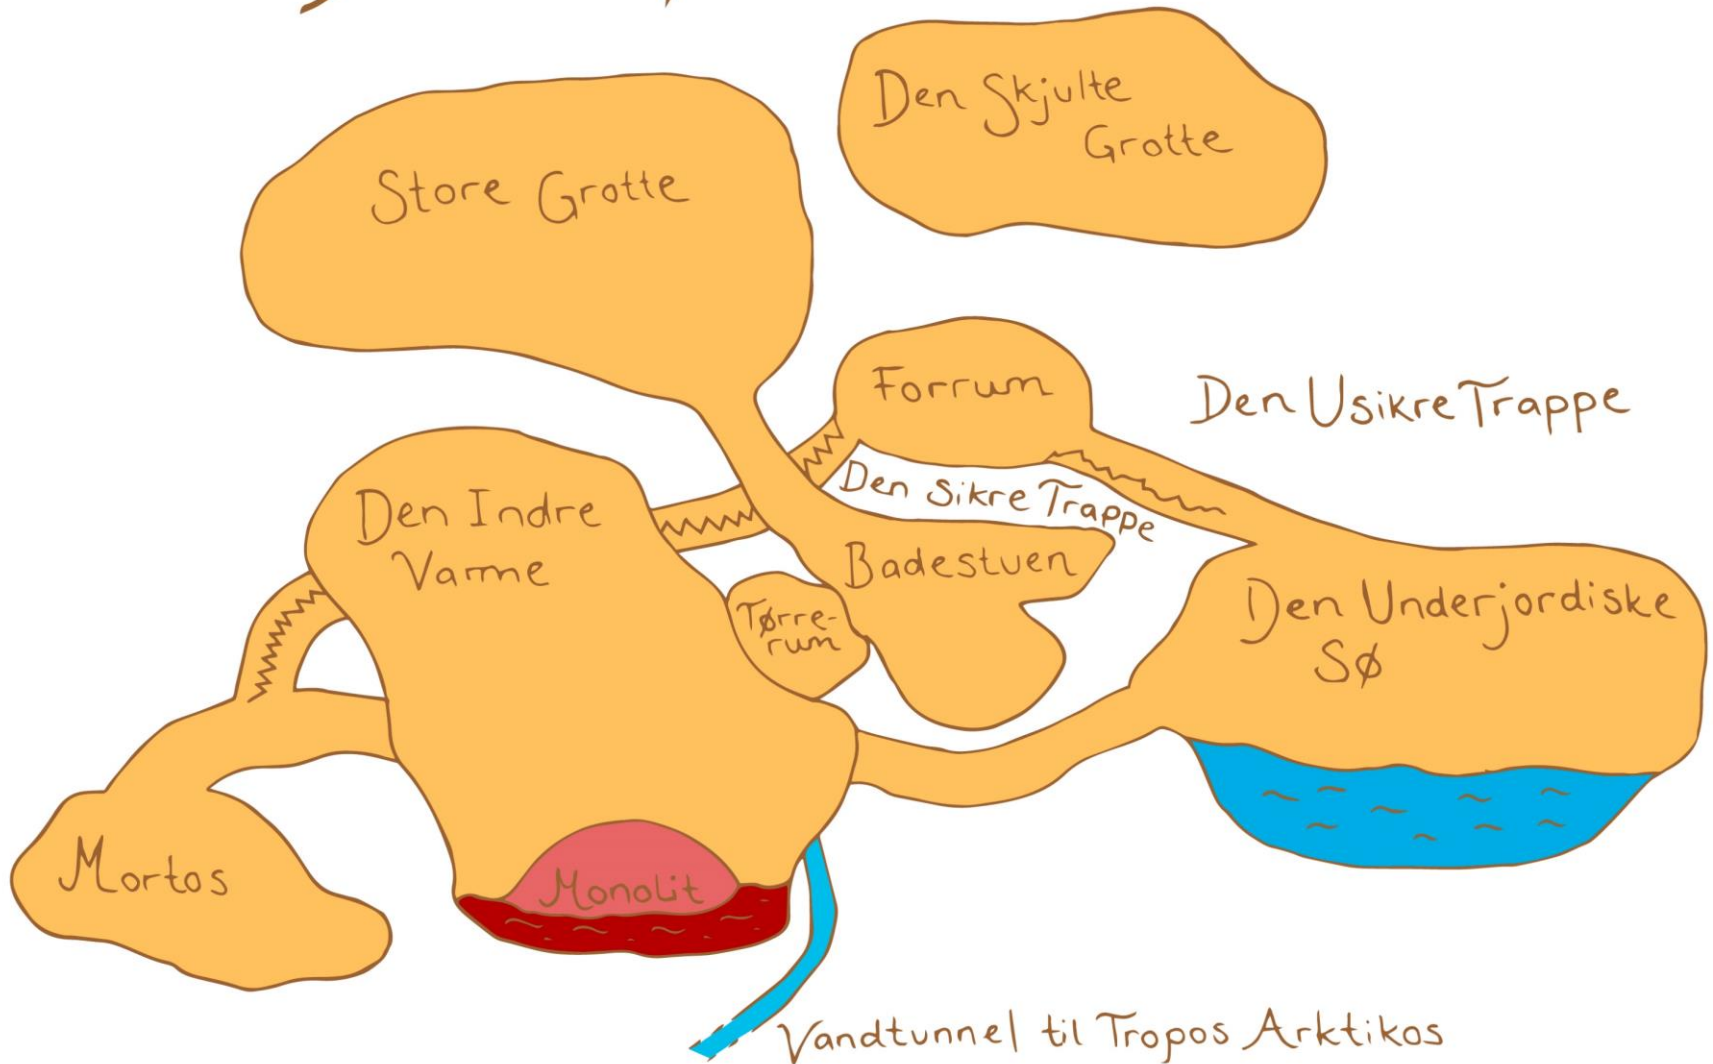 Den Skjulte
Grotte
Store Grotte
Forrum
Den Usikre Trappe
Den Sikre Trappe
Den Indre
Varme
Badestuen
Tørre-
rum
Den Underjordiske
Sø
Mortos
Monolit
Vandtunnel til Tropos Arktikos